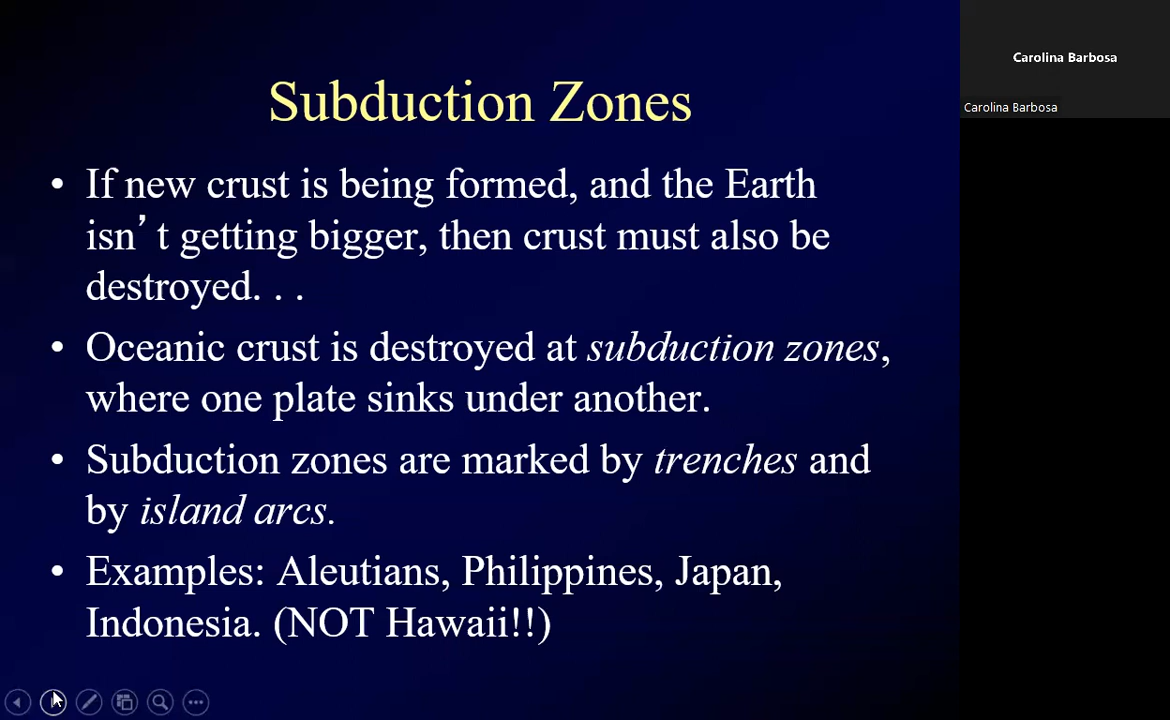 Subduction Zones
• If new crust is being formed, and the Earth
isn’ t getting bigger, then crust must also be
destroyed. . .
• Oceanic crust is destroyed at subduction zones,
where one plate sinks under another.
• Subduction zones are marked by trenches and
by island arcs.
• Examples: Aleutians, Philippines, Japan,
Indonesia. (NOT Hawaii!!)
Carolina Barbosa
Carolina Barbosa